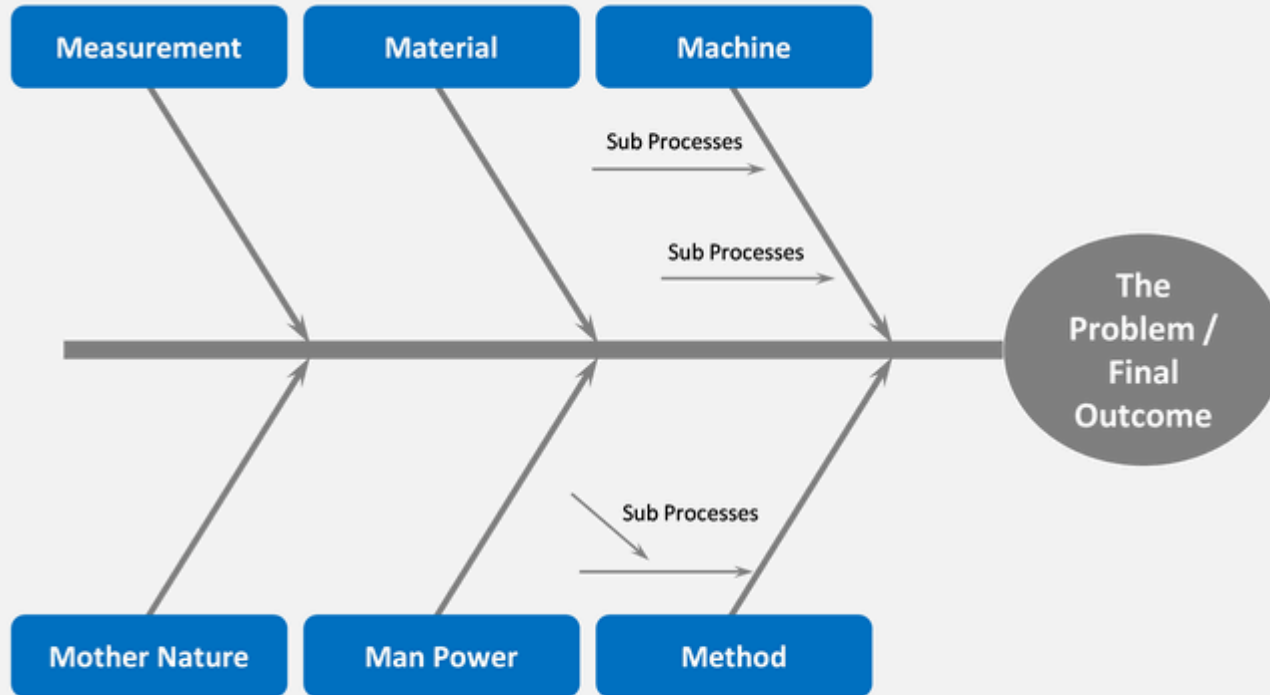 Measurement
Material
Machine
Sub Processes
Sub Processes
The
Problem /
Final
Outcome
Sub Processes
Mother Nature
Man Power
Method